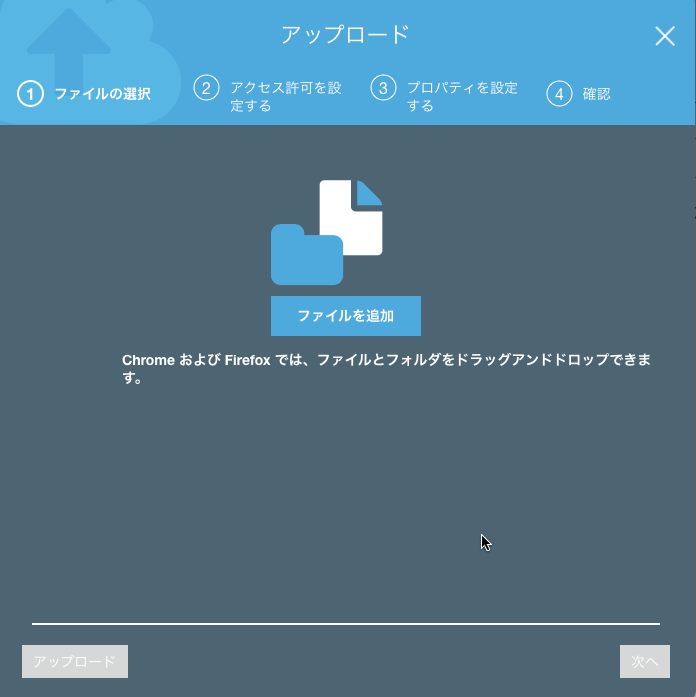 アップロード
1 ファイルの選択
2 アクセス許可を設
定する
3 プロパティを設定
する
4 確認
ファイルを追加
Chrome および Firefox では、ファイルとフォルダをドラッグアンドドロップできま
す。
アップロード
次へ